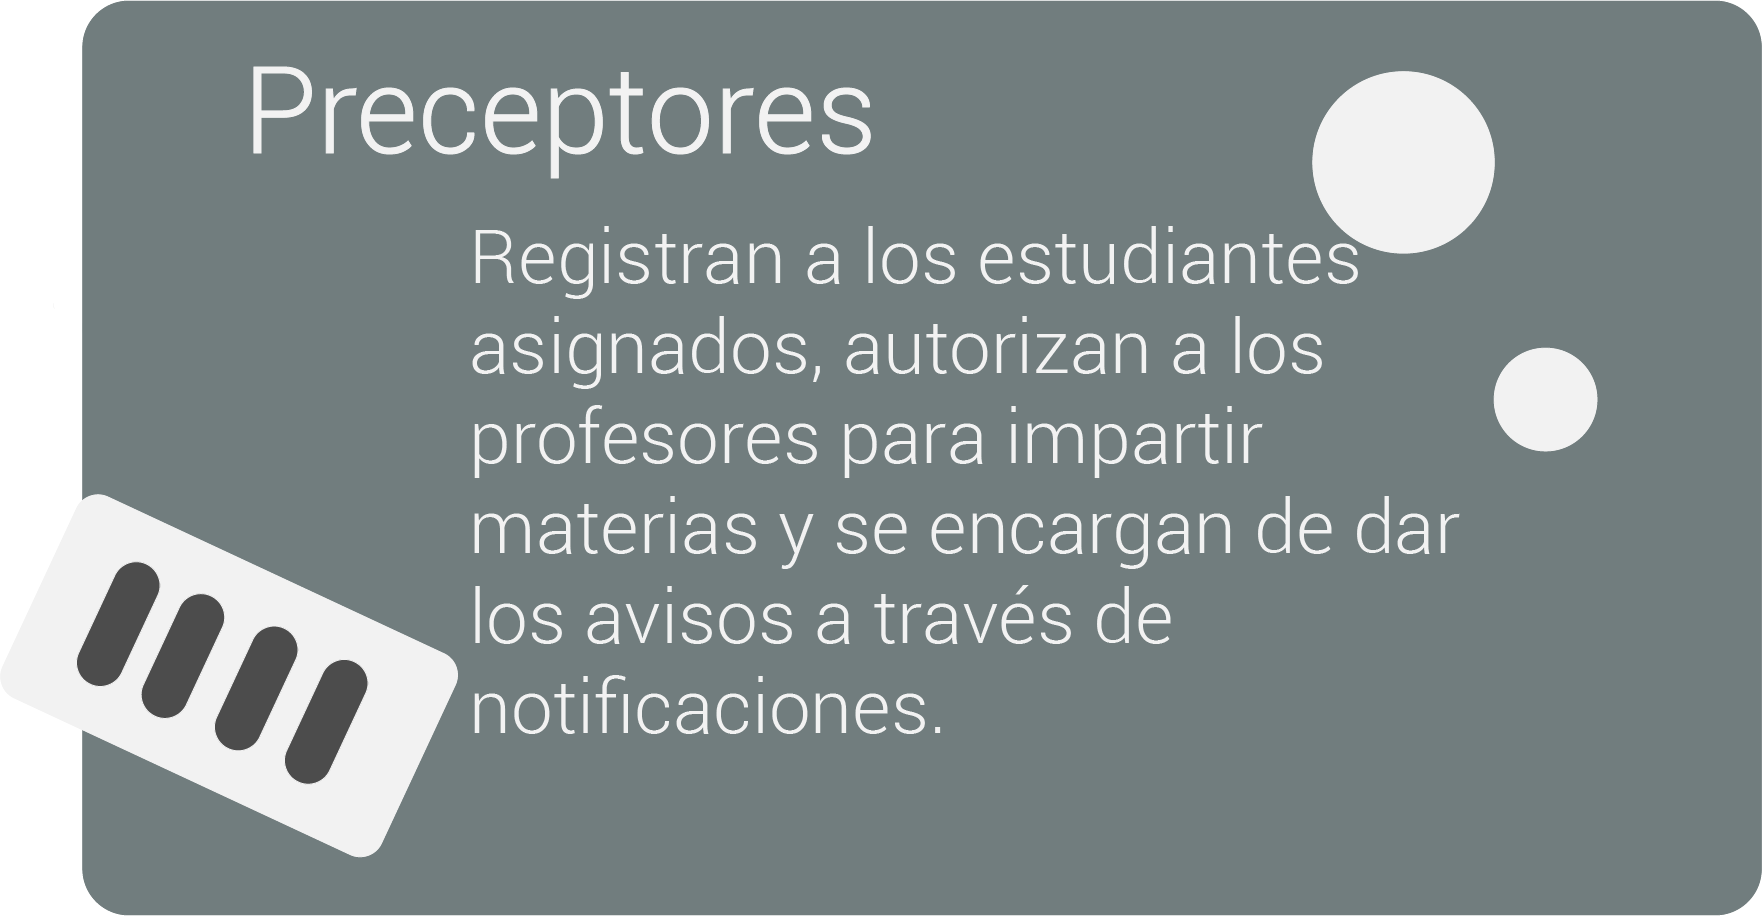 Preceptores
Registran a los estudiantes
asignados, autorizan a los
profesores para impartir
materias y se encargan de dar
los avisos a través de
notificaciones.